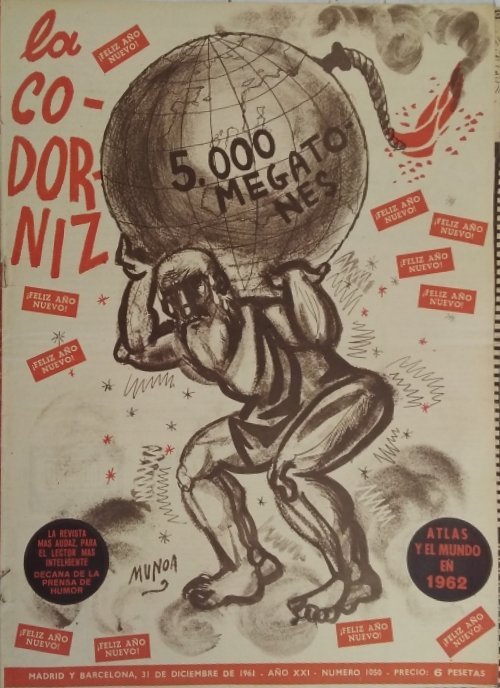 la
CO-
DOR-
NIZ
¡FELIZ AÑO
NUEVO!
5.000
MEGATO-
NES
¡FELIZ AÑO
NUEVO!
¡FELIZ AÑO
NUEVO!
¡FELIZ AÑO
NUEVO!
¡FELIZ AÑO
NUEVO!
¡FELIZ AÑO
NUEVO!
¡FELIZ AÑO
NUEVO!
LA REVISTA
MAS AUDAZ, PARA
EL LECTOR MAS
INTELIGENTE
DECANA DE LA
PRENSA DE
HUMOR
MUNOA
ATLAS
Y EL MUNDO
EN
1962
¡FELIZ AÑO
NUEVO!
¡FELIZ AÑO
NUEVO!
¡FELIZ AÑO
NUEVO!
¡FELIZ AÑO
NUEVO!
MADRID Y BARCELONA, 31 DE DICIEMBRE DE 1961 - AÑO XXI - NUMERO 1050 - PRECIO: 6 PESETAS